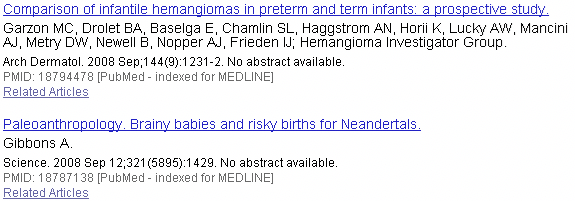 Comparison of infantile hemangiomas in preterm and term infants: a prospective study.
Garzon MC, Drolet BA, Baselga E, Chamlin SL, Haggstrom AN, Horii K, Lucky AW, Mancini
AJ, Metry DW, Newell B, Nopper AJ, Frieden IJ; Hemangioma Investigator Group.
Arch Dermatol. 2008 Sep;144(9):1231-2. No abstract available.
PMID: 18794478 [PubMed - indexed for MEDLINE]
Related Articles
Paleoanthropology. Brainy babies and risky births for Neandertals.
Gibbons A.
Science. 2008 Sep 12;321(5895):1429. No abstract available.
PMID: 18787138 [PubMed - indexed for MEDLINE]
Related Articles